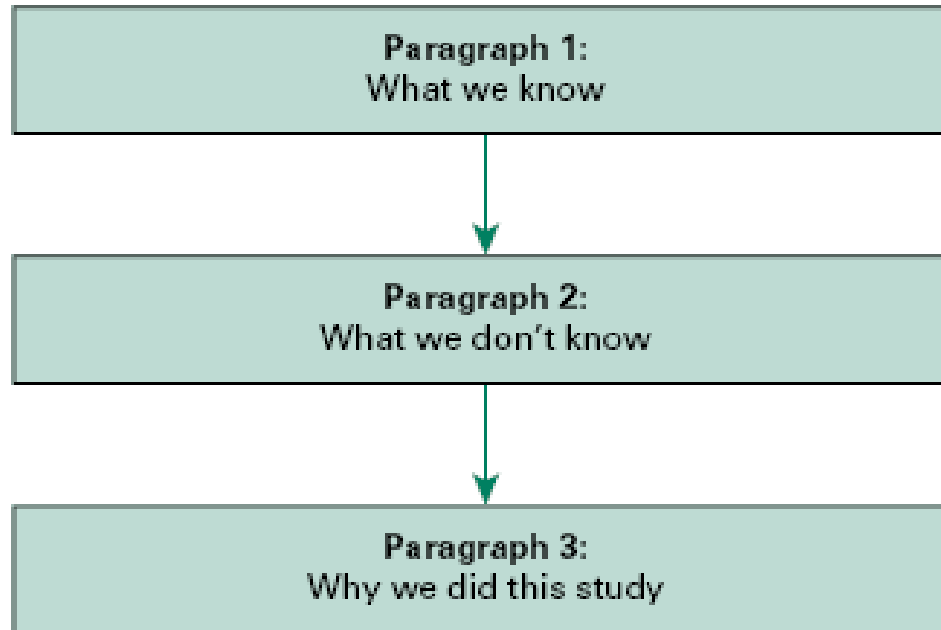 Paragraph 1:
What we know
Paragraph 2:
What we don't know
Paragraph 3:
Why we did this study